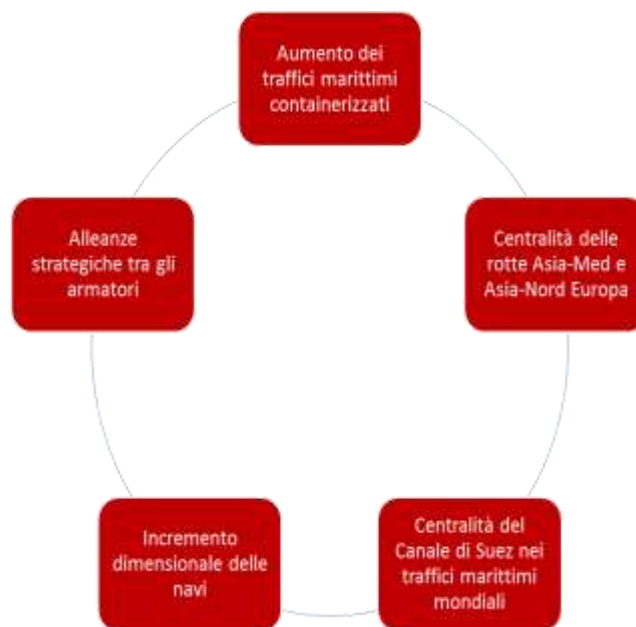 Aumento dei
traffici marittimi
containerizzati
Centralità delle
rotte Asia-Med e
Asia-Nord Europa
Centralità del
Canale di Suez nei
traffici marittimi
mondiali
Incremento
dimensionale delle
navi
Alleanze
strategiche tra gli
armatori